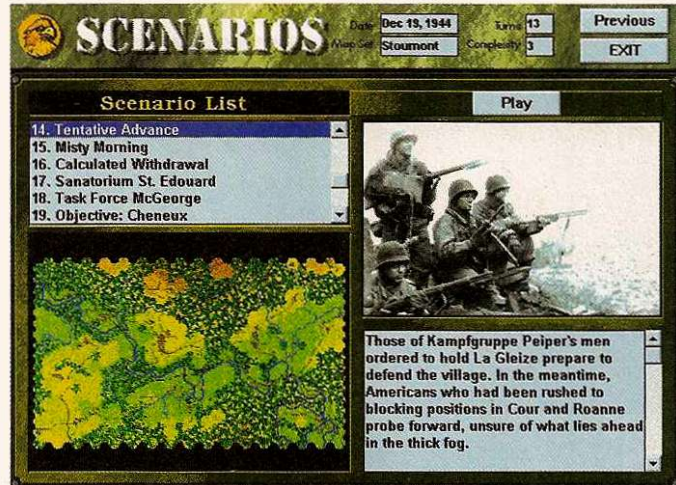 SCENARIOS
Date Dec 19, 1944
Turns 13
Map Set Stoumont
Complexity 3
Previous
EXIT
Scenario List
Play
14. Tentative Advance
15. Misty Morning
16. Calculated Withdrawal
17. Sanatorium St. Edouard
18. Task Force McGeorge
19. Objective: Cheneux
Those of Kampfgruppe Peiper's men
ordered to hold La Gleize prepare to
defend the village. In the meantime,
Americans who had been rushed to
blocking positions in Cour and Roanne
probe forward, unsure of what lies ahead
in the thick fog.